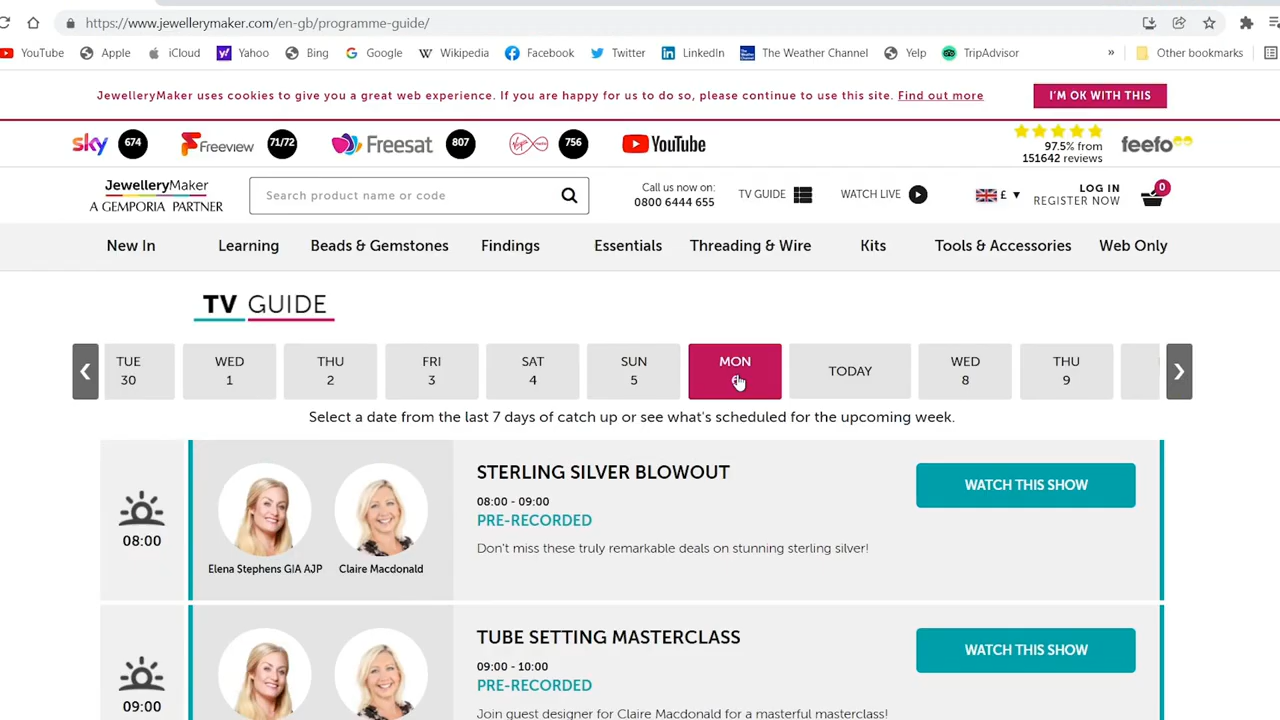 https://www.jewellerymaker.com/en-gb/programme-guide/
YouTube Apple iCloud Yahoo Bing Google Wikipedia Facebook Twitter LinkedIn The Weather Channel Yelp TripAdvisor » Other bookmarks
JewelleryMaker uses cookies to give you a great web experience. If you are happy for us to do so, please continue to use this site. Find out more I'M OK WITH THIS
sky 674 Freeview 71/72 Freesat 807 Virgin media 756 YouTube
97.5% from
151642 reviews
feefo
JewelleryMaker
A GEMPORIA PARTNER
Search product name or code
Call us now on:
0800 6444 655
TV GUIDE
WATCH LIVE
£ ▼
LOG IN
REGISTER NOW
0
New In Learning Beads & Gemstones Findings Essentials Threading & Wire Kits Tools & Accessories Web Only
TV GUIDE
TUE WED THU FRI SAT SUN MON TODAY WED THU
30 1 2 3 4 5 8 9
Select a date from the last 7 days of catch up or see what's scheduled for the upcoming week.
08:00
Elena Stephens GIA AJP Claire Macdonald
STERLING SILVER BLOWOUT
08:00 - 09:00
PRE-RECORDED
Don't miss these truly remarkable deals on stunning sterling silver!
WATCH THIS SHOW
09:00
TUBE SETTING MASTERCLASS
09:00 - 10:00
PRE-RECORDED
Join guest designer for Claire Macdonald for a masterful masterclass!
WATCH THIS SHOW